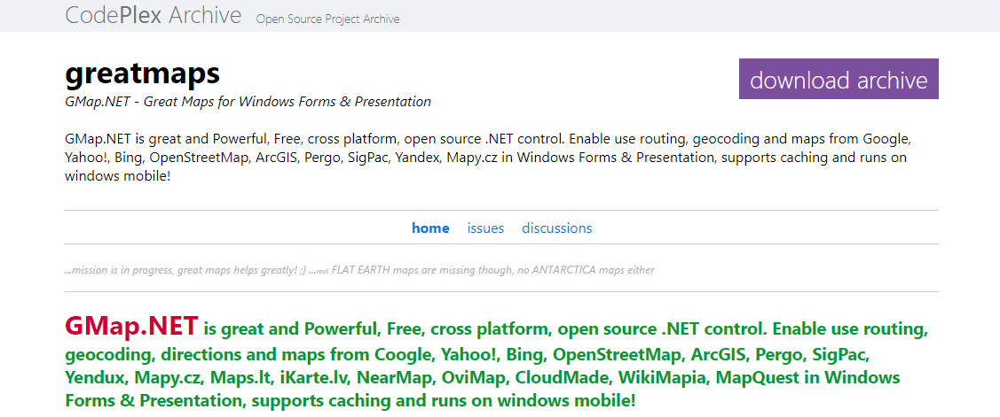 CodePlex Archive Open Source Project Archive
greatmaps
download archive
GMap.NET - Great Maps for Windows Forms & Presentation
GMap.NET is great and Powerful, Free, cross platform, open source .NET control. Enable use routing, geocoding and maps from Google,
Yahoo!, Bing, OpenStreetMap, ArcGIS, Pergo, SigPac, Yandex, Mapy.cz in Windows Forms & Presentation, supports caching and runs on
windows mobile!
home issues discussions
...mission is in progress, great maps helps greatly! ;} ...real FLAT EARTH maps are missing though, no ANTARCTICA maps either
GMap.NET is great and Powerful, Free, cross platform, open source .NET control. Enable use routing,
geocoding, directions and maps from Coogle, Yahoo!, Bing, OpenStreetMap, ArcGIS, Pergo, SigPac,
Yendux, Mapy.cz, Maps.lt, iKarte.lv, NearMap, OviMap, CloudMade, WikiMapia, MapQuest in Windows
Forms & Presentation, supports caching and runs on windows mobile!